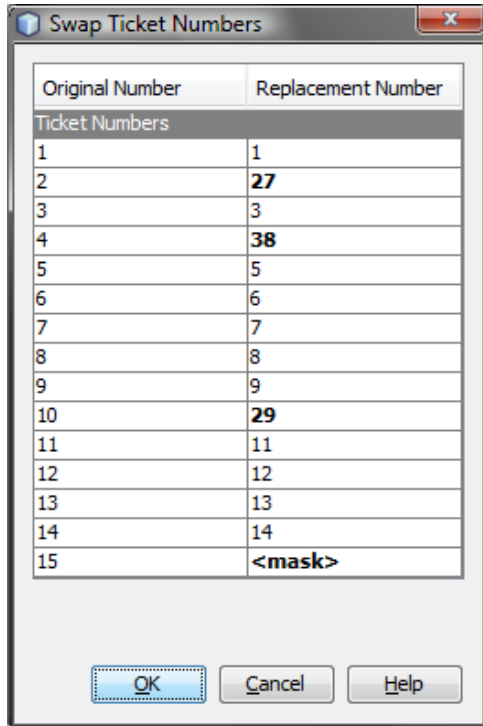 Swap Ticket Numbers
Original Number Replacement Number
Ticket Numbers
1 1
2 27
3 3
4 38
5 5
6 6
7 7
8 8
9 9
10 29
11 11
12 12
13 13
14 14
15 <mask>
OK Cancel Help